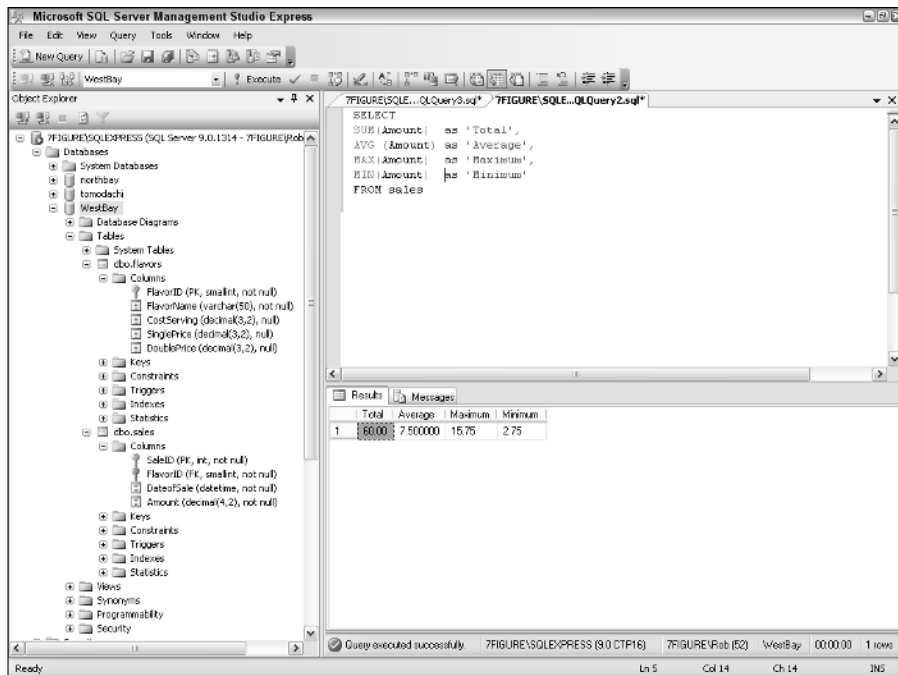 Microsoft SQL Server Management Studio Express
File Edit View Query Tools Window Help
New Query
WestBay
Execute
Object Explorer
7FIGURE\SQLEXPRESS (SQL Server 9.0.1314 - 7FIGURE\Rob
Databases
System Databases
northbay
tomodachi
WestBay
Database Diagrams
Tables
System Tables
dbo.flavors
Columns
FlavorID (PK, smallint, not null)
FlavorName (varchar(50), not null)
CostServing (decimal(3,2), null)
SinglePrice (decimal(3,2), null)
DoublePrice (decimal(3,2), null)
Keys
Constraints
Triggers
Indexes
Statistics
dbo.sales
Columns
SaleID (PK, int, not null)
FlavorID (FK, smallint, not null)
DateofSale (datetime, not null)
Amount (decimal(4,2), not null)
Keys
Constraints
Triggers
Indexes
Statistics
Views
Synonyms
Programmability
Security
7FIGURE\SQLE...QLQuery3.sql* 7FIGURE\SQLE...QLQuery2.sql*
SELECT
SUM(Amount) as 'Total',
AVG (Amount) as 'Average',
MAX(Amount) as 'Maximum',
MIN(Amount) as 'Minimum'
FROM sales
Results Messages
Total Average Maximum Minimum
1 60.00 7.500000 15.75 2.75
Query executed successfully. 7FIGURE\SQLEXPRESS (9.0 CTP16) 7FIGURE\Rob (52) WestBay 00:00:00 1 rows
Ready Ln 5 Col 14 Ch 14 INS